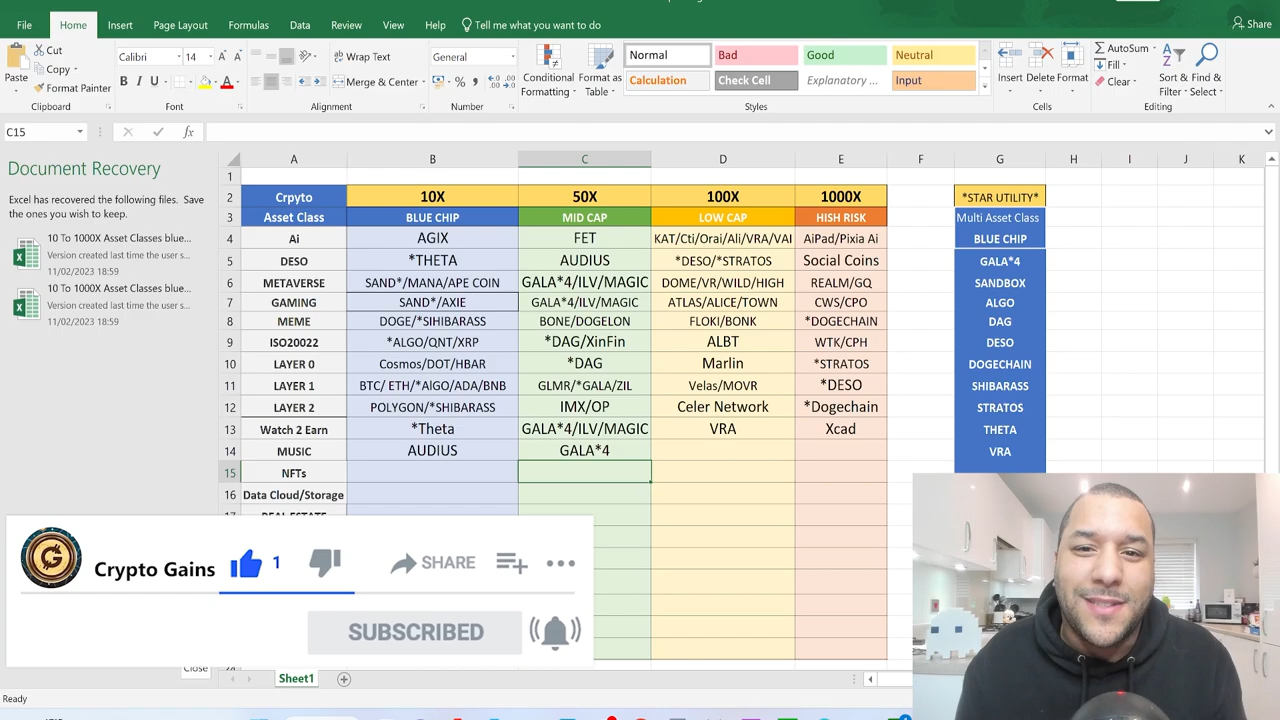 File Home Insert Page Layout Formulas Data Review View Help Tell me what you want to do Share
Cut
Copy
Format Painter
Paste
Calibri 14
B I U
Wrap Text
Merge & Center
General
Conditional Formatting
Format as Table
Normal Bad Good Neutral
Calculation Check Cell Explanatory ... Input
Insert Delete Format
AutoSum
Fill
Clear
Sort & Filter
Find & Select
Clipboard Font Alignment Number Styles Cells Editing
C15 fx
Document Recovery
Excel has recovered the following files. Save
the ones you wish to keep.
10 To 1000X Asset Classes blue...
Version created last time the user s...
11/02/2023 18:59
10 To 1000X Asset Classes blue...
Version created last time the user s...
11/02/2023 18:59
Close
A B C D E F G H I J K
1
2 Crpyto 10X 50X 100X 1000X *STAR UTILITY*
3 Asset Class BLUE CHIP MID CAP LOW CAP HISH RISK Multi Asset Class
4 Ai AGIX FET KAT/Cti/Orai/Ali/VRA/VAI AiPad/Pixia Ai BLUE CHIP
5 DESO *THETA AUDIUS *DESO/*STRATOS Social Coins GALA*4
6 METAVERSE SAND*/MANA/APE COIN GALA*4/ILV/MAGIC DOME/VR/WILD/HIGH REALM/GQ SANDBOX
7 GAMING SAND*/AXIE GALA*4/ILV/MAGIC ATLAS/ALICE/TOWN CWS/CPO ALGO
8 MEME DOGE/*SIHIBARASS BONE/DOGELON FLOKI/BONK *DOGECHAIN DAG
9 ISO20022 *ALGO/QNT/XRP *DAG/XinFin ALBT WTK/CPH DESO
10 LAYER 0 Cosmos/DOT/HBAR *DAG Marlin *STRATOS DOGECHAIN
11 LAYER 1 BTC/ ETH/*AIGO/ADA/BNB GLMR/*GALA/ZIL Velas/MOVR *DESO SHIBARASS
12 LAYER 2 POLYGON/*SHIBARASS IMX/OP Celer Network *Dogechain STRATOS
13 Watch 2 Earn *Theta GALA*4/ILV/MAGIC VRA Xcad THETA
14 MUSIC AUDIUS GALA*4 VRA
15 NFTs
16 Data Cloud/Storage
Crypto Gains 1 SHARE
SUBSCRIBED
Sheet1
Ready